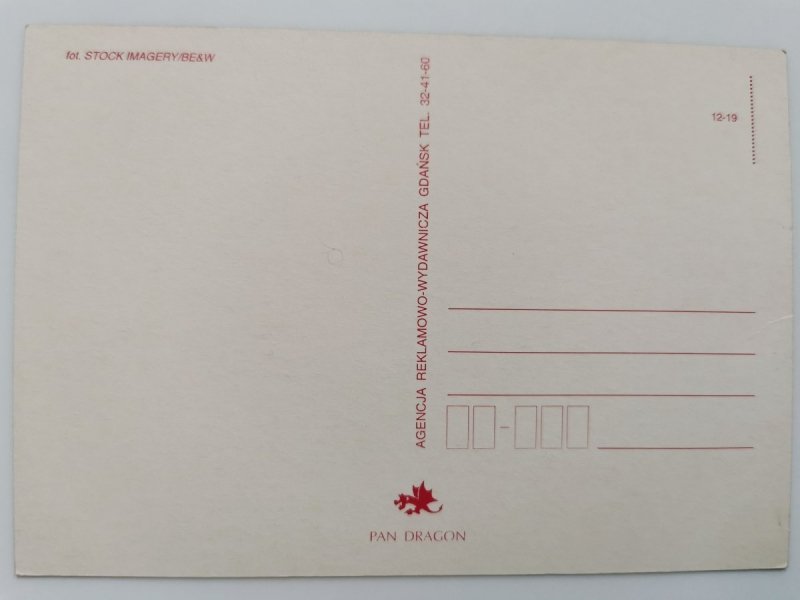 fot. STOCK IMAGERY/BE&W
AGENCJA REKLAMOWO-WYDAWNICZA GDAŃSK TEL. 32-41-60
12-19
PAN DRAGON